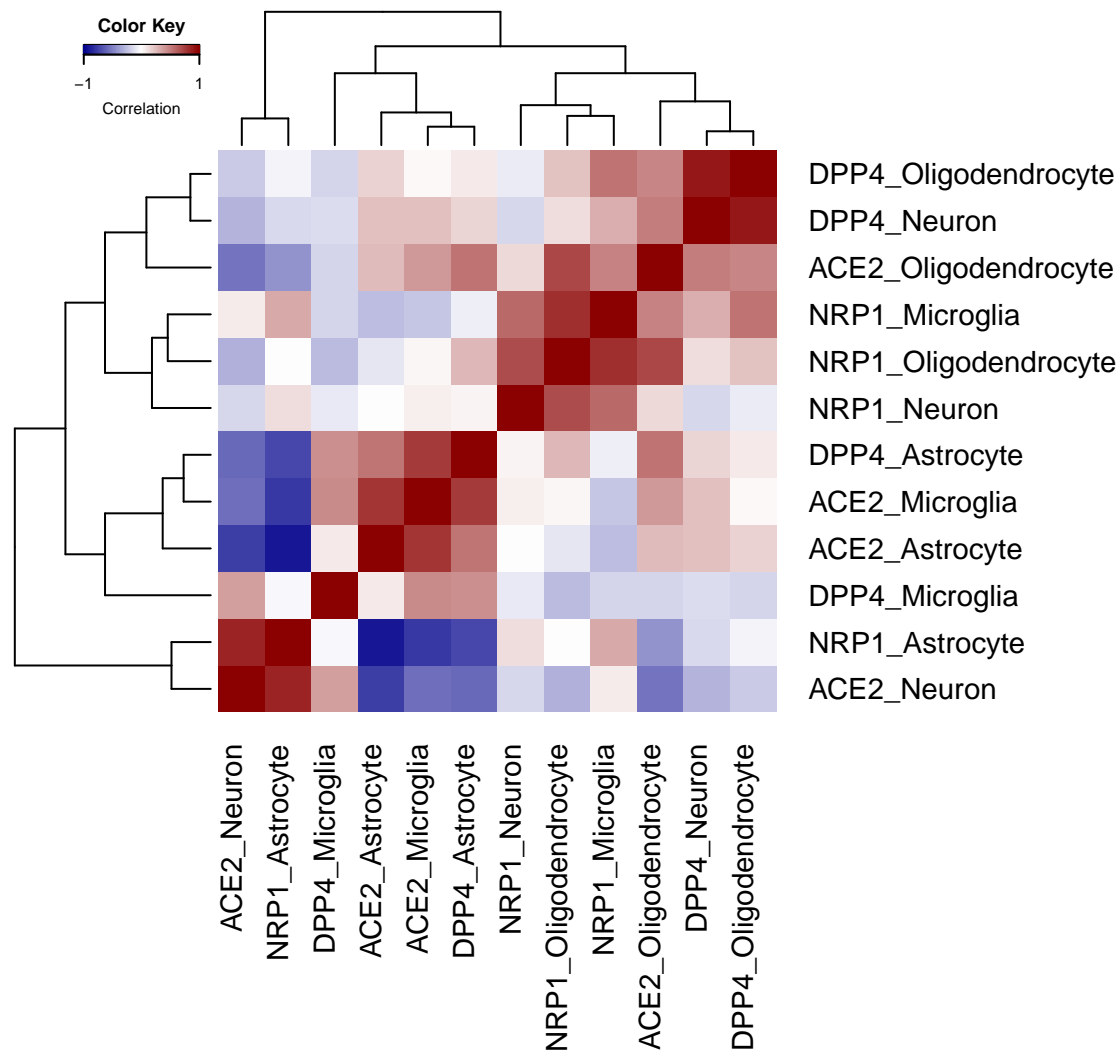 Color Key
−1 1
Correlation
DPP4_Oligodendrocyte
DPP4_Neuron
ACE2_Oligodendrocyte
NRP1_Microglia
NRP1_Oligodendrocyte
NRP1_Neuron
DPP4_Astrocyte
ACE2_Microglia
ACE2_Astrocyte
DPP4_Microglia
NRP1_Astrocyte
ACE2_Neuron
ACE2_Neuron
NRP1_Astrocyte
DPP4_Microglia
ACE2_Astrocyte
ACE2_Microglia
DPP4_Astrocyte
NRP1_Neuron
NRP1_Oligodendrocyte
NRP1_Microglia
ACE2_Oligodendrocyte
DPP4_Neuron
DPP4_Oligodendrocyte